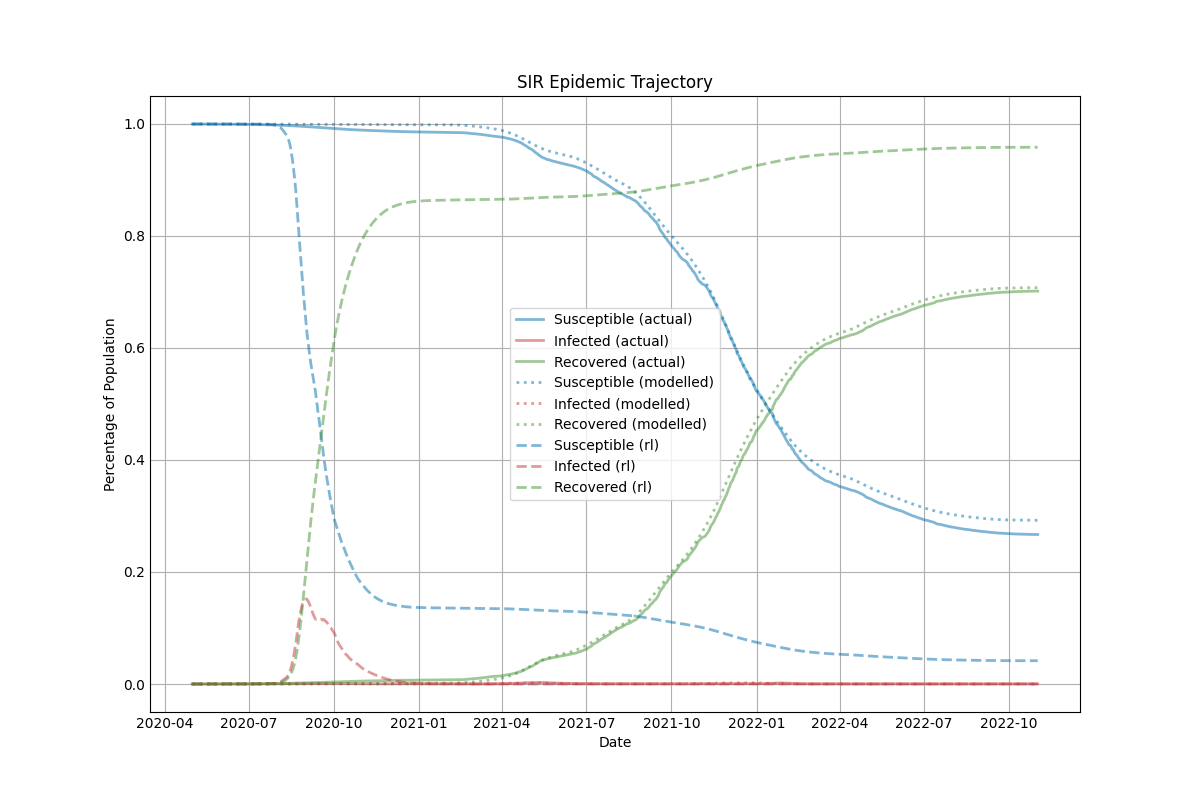 SIR Epidemic Trajectory
1.0
0.8
0.6
0.4
0.2
0.0
Percentage of Population
Susceptible (actual)
Infected (actual)
Recovered (actual)
Susceptible (modelled)
Infected (modelled)
Recovered (modelled)
Susceptible (rl)
Infected (rl)
Recovered (rl)
2020-04 2020-07 2020-10 2021-01 2021-04 2021-07 2021-10 2022-01 2022-04 2022-07 2022-10
Date